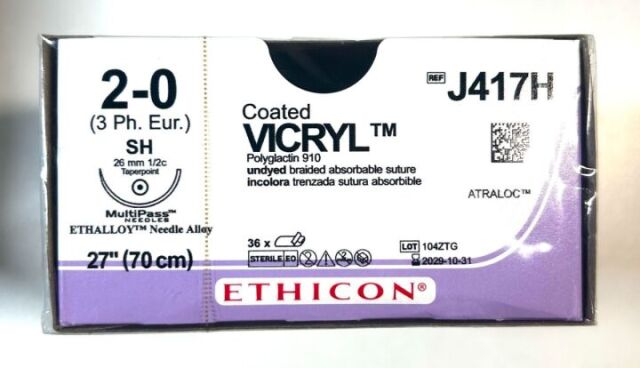 2-0
(3 Ph. Eur.)
SH
26 mm 1/2c
Taperpoint
MultiPass™
NEEDLES
ETHALLOY™ Needle Alloy
27" (70 cm)
Coated
VICRYL™
Polyglactin 910
undyed braided absorbable suture
incolora trenzada sutura absorbible
36 x
STERILE EO
REF J417H
ATRALOC™
LOT 104ZTG
2029-10-31
ETHICON®